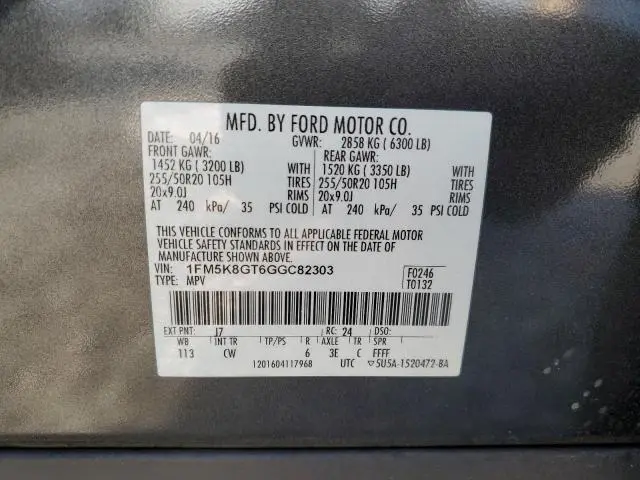 MFD. BY FORD MOTOR CO.
DATE: 04/16 GVWR: 2858 KG ( 6300 LB)
FRONT GAWR: REAR GAWR:
1452 KG ( 3200 LB) WITH 1520 KG ( 3350 LB) WITH
255/50R20 105H TIRES 255/50R20 105H TIRES
20x9.0J RIMS 20x9.0J RIMS
AT 240 kPa/ 35 PSI COLD AT 240 kPa/ 35 PSI COLD
THIS VEHICLE CONFORMS TO ALL APPLICABLE FEDERAL MOTOR
VEHICLE SAFETY STANDARDS IN EFFECT ON THE DATE OF
MANUFACTURE SHOWN ABOVE.
VIN: 1FM5K8GT6GGC82303 F0246
TYPE: MPV T0132
EXT PNT: J7 RC: 24 DSO:
WB INT TR TP/PS R AXLE TR SPR
113 CW 6 3E C FFFF
1201604117968 UTC ▽5U5A-1520472-BA